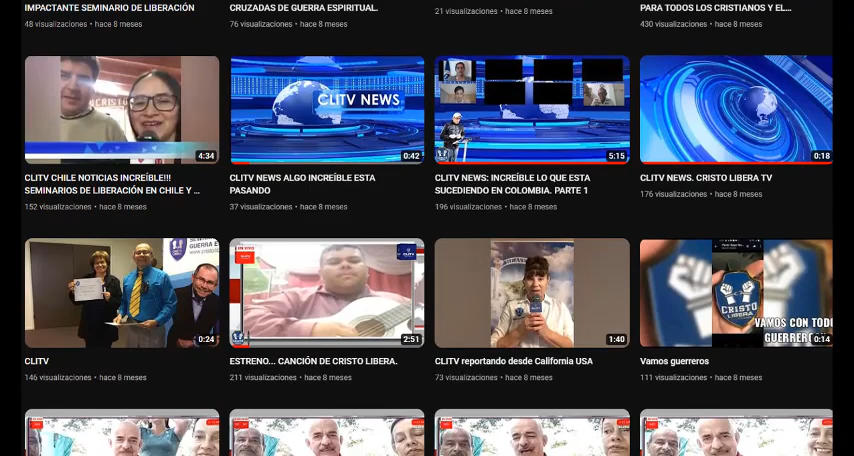 IMPACTANTE SEMINARIO DE LIBERACIÓN
48 visualizaciones • hace 8 meses
CRUZADAS DE GUERRA ESPIRITUAL.
76 visualizaciones • hace 8 meses
21 visualizaciones • hace 8 meses
PARA TODOS LOS CRISTIANOS Y EL...
430 visualizaciones • hace 8 meses
4:34
CLITV CHILE NOTICIAS INCREÍBLE!!!
SEMINARIOS DE LIBERACIÓN EN CHILE Y ...
152 visualizaciones • hace 8 meses
CLITV NEWS
0:42
CLITV NEWS ALGO INCREÍBLE ESTA
PASANDO
37 visualizaciones • hace 8 meses
5:15
CLITV NEWS: INCREÍBLE LO QUE ESTA
SUCEDIENDO EN COLOMBIA. PARTE 1
196 visualizaciones • hace 8 meses
0:18
CLITV NEWS. CRISTO LIBERA TV
176 visualizaciones • hace 8 meses
GUERRA E
0:24
CLITV
146 visualizaciones • hace 8 meses
EN VIVO
CLITV
2:51
ESTRENO... CANCIÓN DE CRISTO LIBERA.
211 visualizaciones • hace 8 meses
1:40
CLITV reportando desde California USA
73 visualizaciones • hace 8 meses
CRISTO
LIBERA
VAMOS CON TOD
GUERRERO
0:14
Vamos guerreros
111 visualizaciones • hace 8 meses